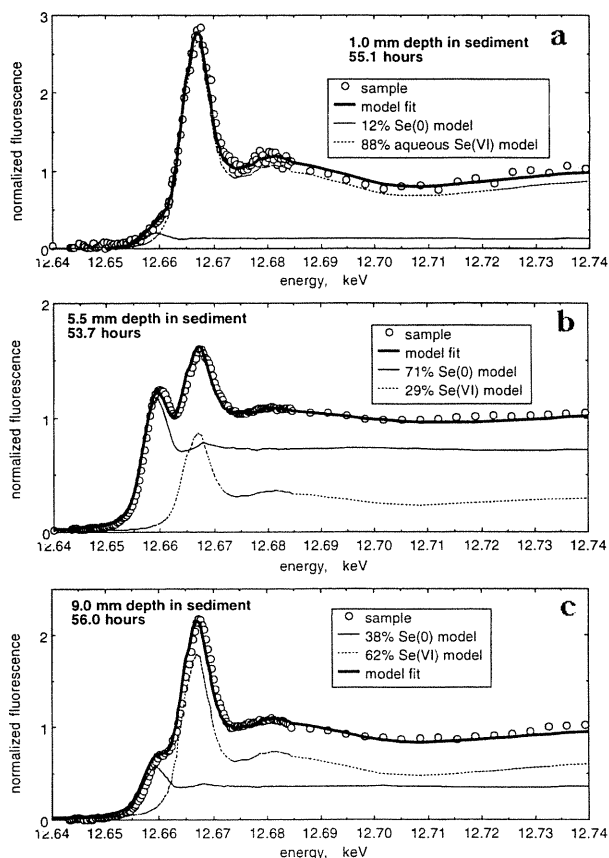 a
1.0 mm depth in sediment
55.1 hours
sample
model fit
12% Se(0) model
88% aqueous Se(VI) model
normalized fluorescence
3
2
1
0
12.64 12.65 12.66 12.67 12.68 12.69 12.70 12.71 12.72 12.73 12.74
energy, keV
b
5.5 mm depth in sediment
53.7 hours
sample
model fit
71% Se(0) model
29% Se(VI) model
normalized fluorescence
2
1
0
12.64 12.65 12.66 12.67 12.68 12.69 12.70 12.71 12.72 12.73 12.74
energy, keV
c
9.0 mm depth in sediment
56.0 hours
sample
38% Se(0) model
62% Se(VI) model
model fit
normalized fluorescence
2
1
0
12.64 12.65 12.66 12.67 12.68 12.69 12.70 12.71 12.72 12.73 12.74
energy, keV